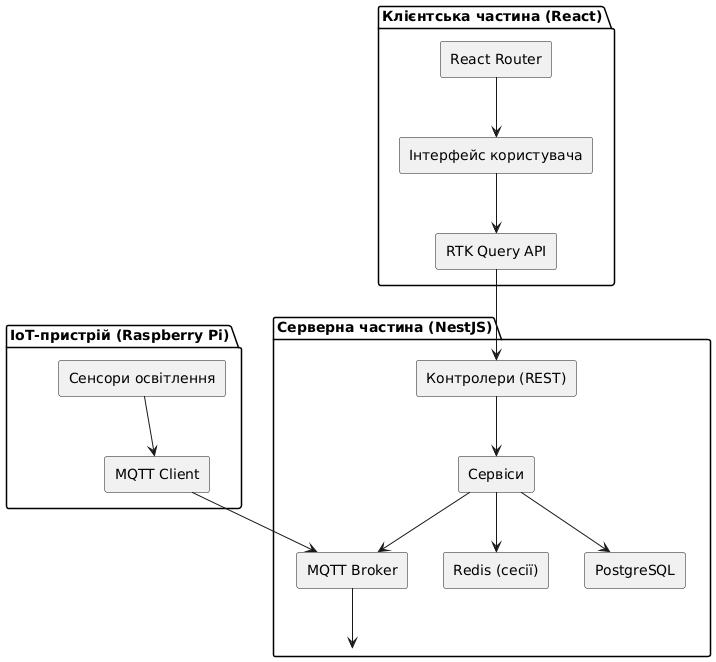 Клієнтська частина (React)
React Router
Інтерфейс користувача
RTK Query API
IoT-пристрій (Raspberry Pi)
Сенсори освітлення
MQTT Client
Серверна частина (NestJS)
Контролери (REST)
Сервіси
MQTT Broker
Redis (сесії)
PostgreSQL